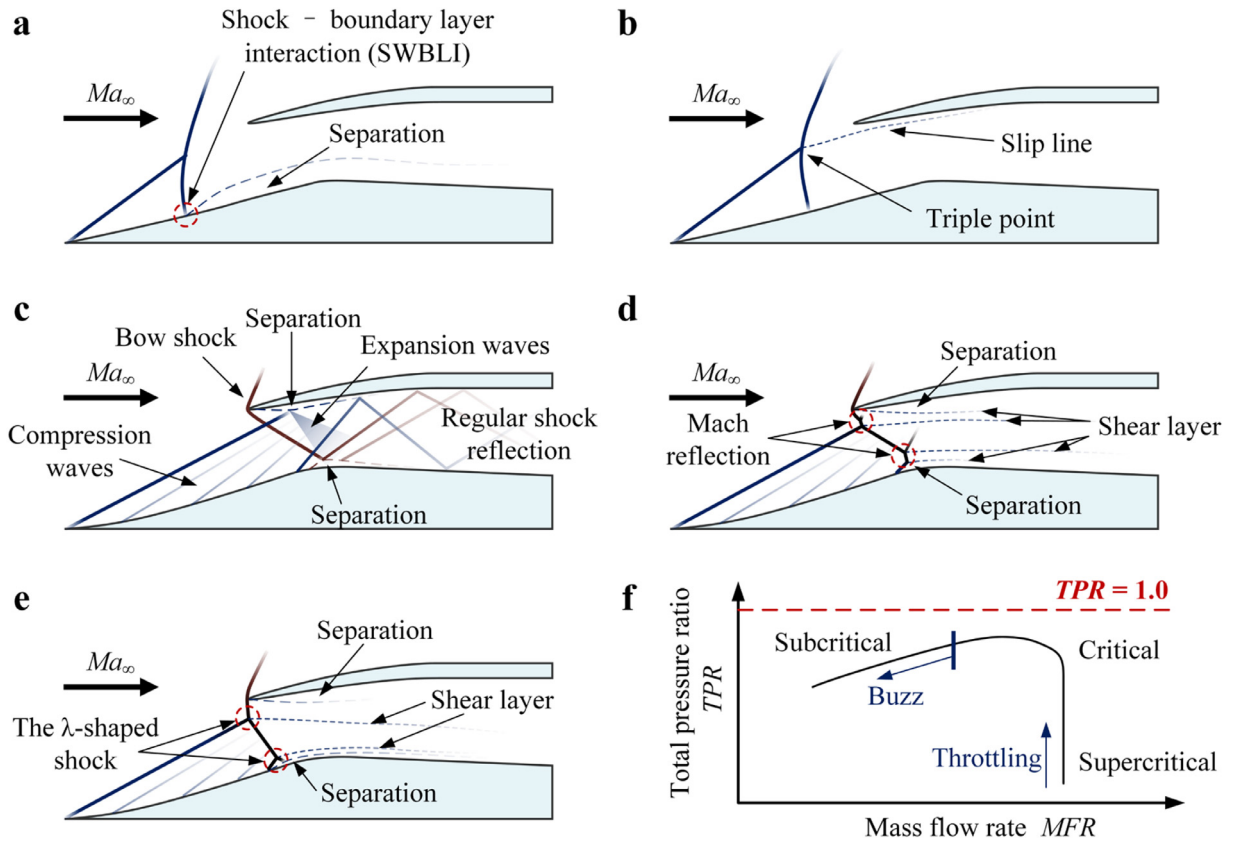 a
Shock – boundary layer
interaction (SWBLI)
Ma∞
Separation
b
Ma∞
Slip line
Triple point
c
Separation
Bow shock
Expansion waves
Ma∞
Regular shock
reflection
Compression
waves
Separation
d
Separation
Ma∞
Mach
reflection
Shear layer
Separation
e
Separation
Ma∞
Shear layer
The λ-shaped
shock
Separation
f
TPR = 1.0
Total pressure ratio
TPR
Subcritical
Critical
Buzz
Throttling
Supercritical
Mass flow rate MFR